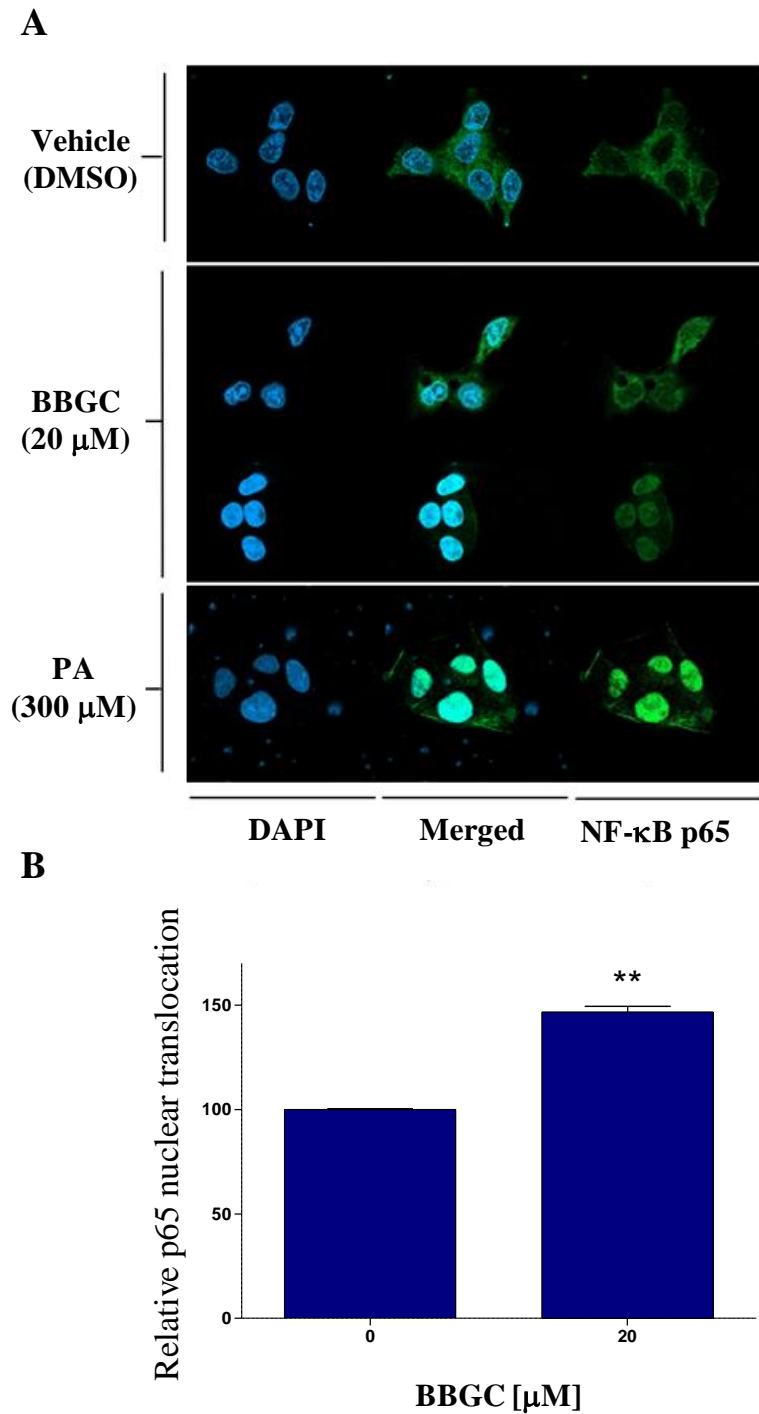 A
Vehicle
(DMSO)
BBGC
(20 μM)
PA
(300 μM)
DAPI Merged NF-κB p65
B
Relative p65 nuclear translocation
150
100
50
0
**
0 20
BBGC [μM]